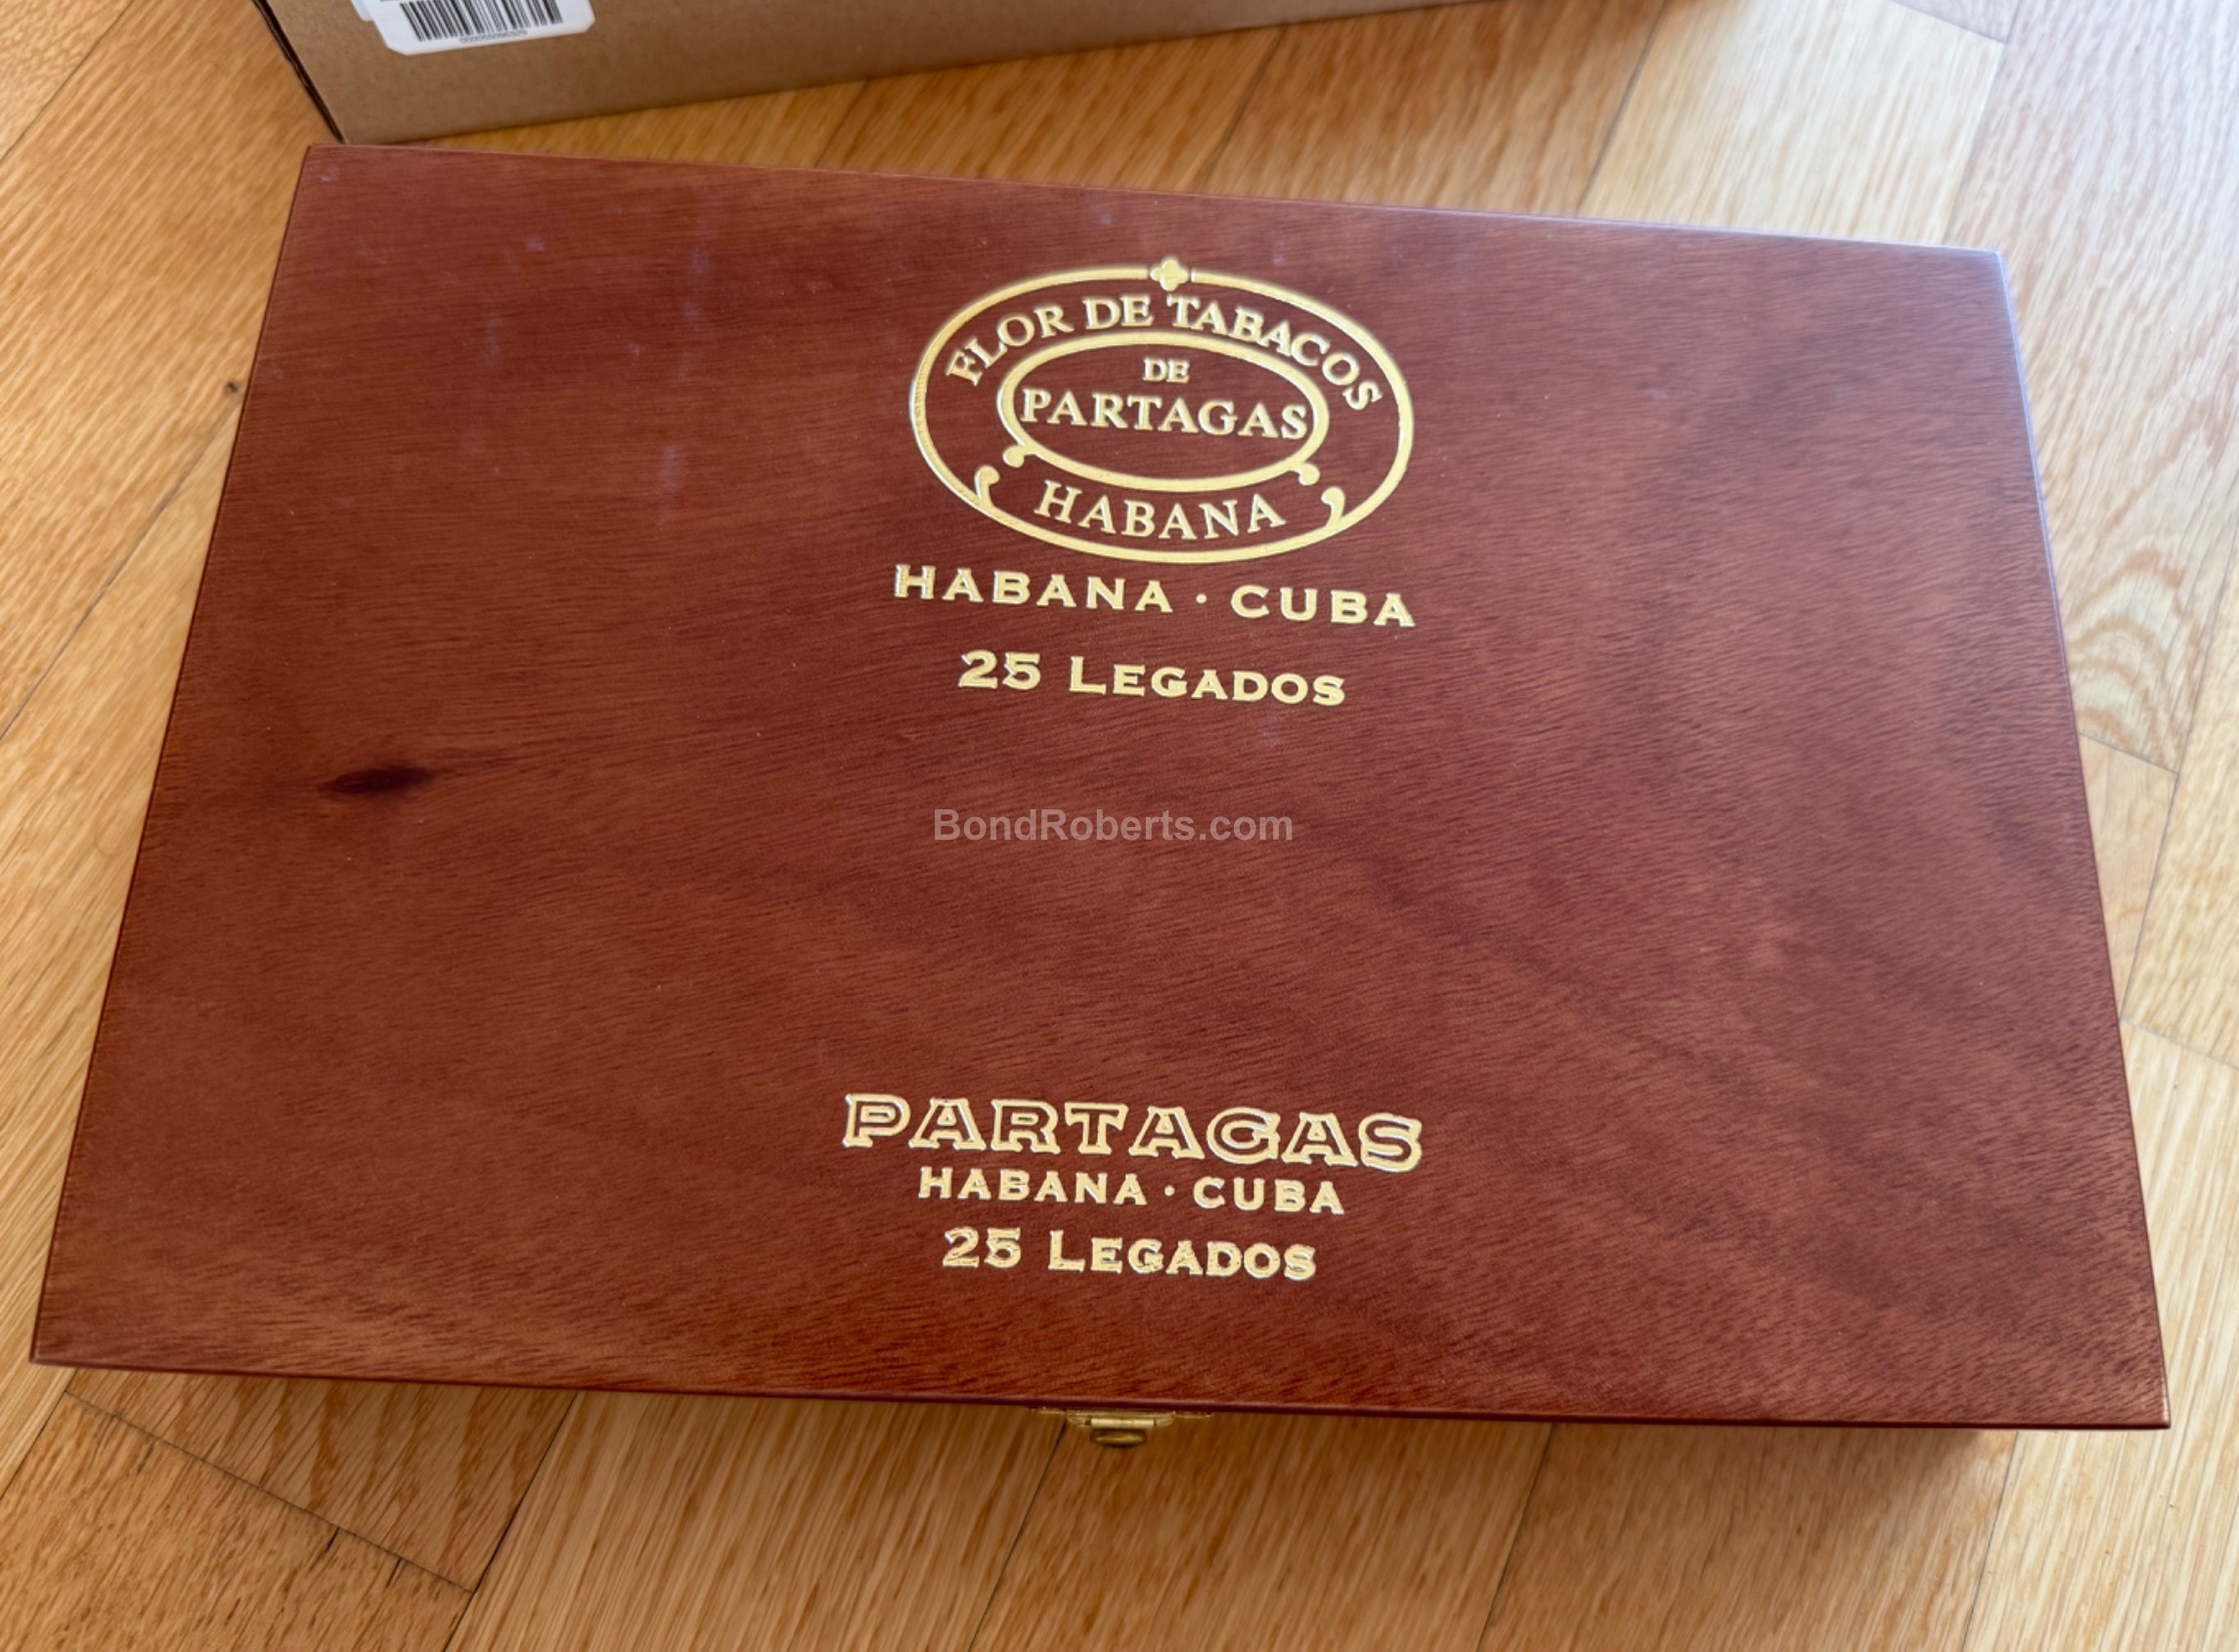 FLOR DE TABACOS
DE
PARTAGAS
HABANA
HABANA · CUBA
25 LEGADOS
BondRoberts.com
PARTAGAS
HABANA · CUBA
25 LEGADOS